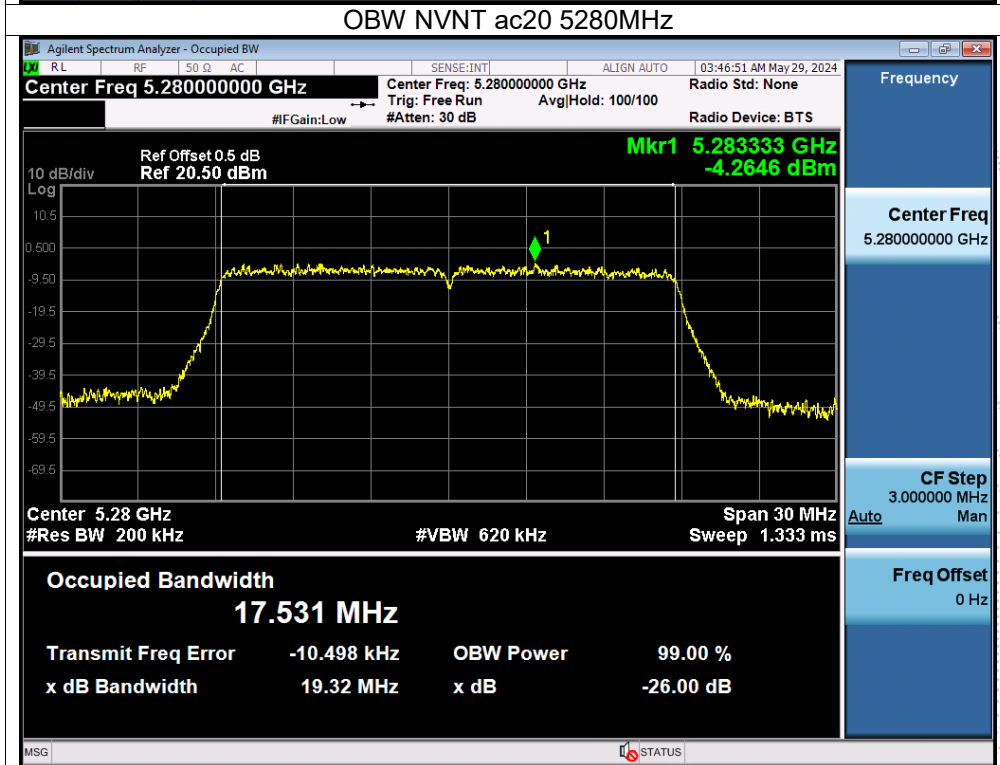 OBW NVNT ac20 5280MHz
Agilent Spectrum Analyzer - Occupied BW
LXI RL RF 50 Ω AC SENSE:INT ALIGN AUTO 03:46:51 AM May 29, 2024
Center Freq 5.280000000 GHz Center Freq: 5.280000000 GHz Radio Std: None
Trig: Free Run Avg|Hold: 100/100
#IFGain:Low #Atten: 30 dB Radio Device: BTS
Frequency
Mkr1 5.283333 GHz
-4.2646 dBm
Ref Offset 0.5 dB
10 dB/div Ref 20.50 dBm
Log
10.5
0.500
-9.50
-19.5
-29.5
-39.5
-49.5
-59.5
-69.5
1
Center 5.28 GHz Span 30 MHz
#Res BW 200 kHz #VBW 620 kHz Sweep 1.333 ms
Center Freq
5.280000000 GHz
CF Step
3.000000 MHz
Auto Man
Freq Offset
0 Hz
Occupied Bandwidth
17.531 MHz
Transmit Freq Error -10.498 kHz OBW Power 99.00 %
x dB Bandwidth 19.32 MHz x dB -26.00 dB
MSG STATUS